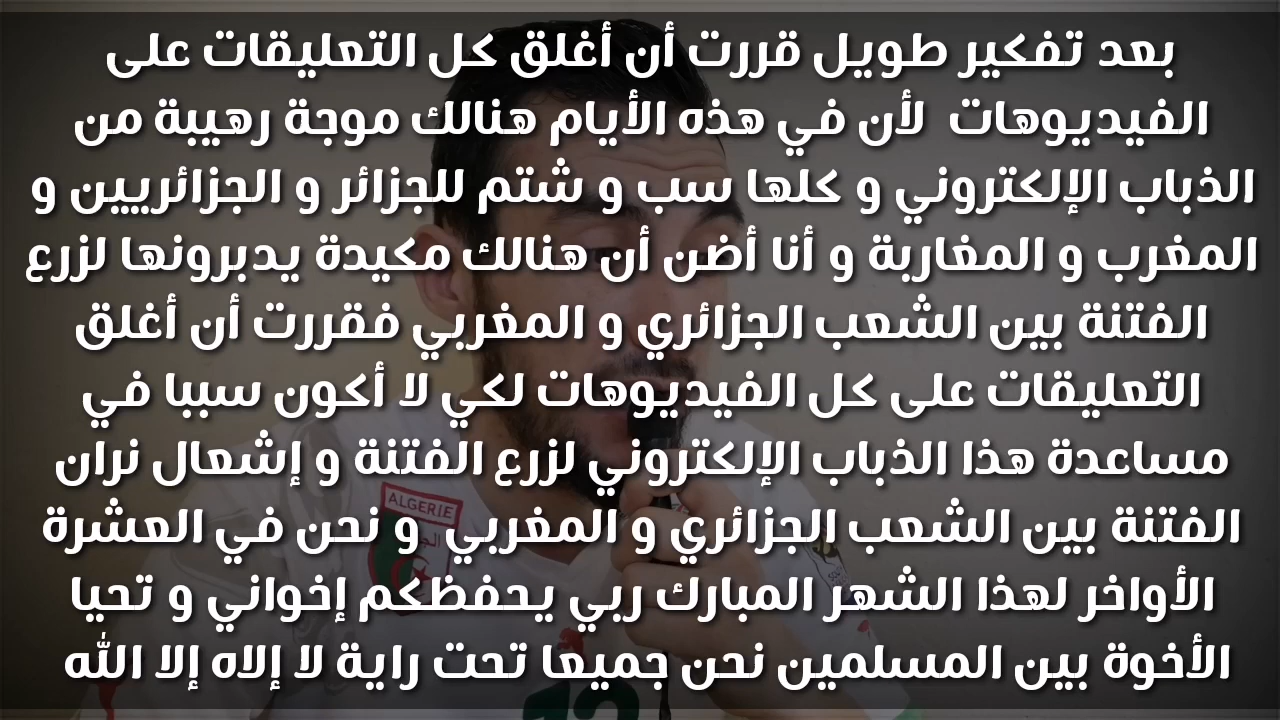 بعد تفكير طويل قررت أن أغلق كل التعليقات على
الفيديوهات لأن في هذه الأيام هنالك موجة رهيبة من
الذباب الإلكتروني و كلها سب و شتم للجزائر و الجزائريين و
المغرب و المغاربة و أنا أضن أن هنالك مكيدة يدبرونها لزرع
الفتنة بين الشعب الجزائري و المغربي فقررت أن أغلق
التعليقات على كل الفيديوهات لكي لا أكون سببا في
مساعدة هذا الذباب الإلكتروني لزرع الفتنة و إشعال نران
الفتنة بين الشعب الجزائري و المغربي و نحن في العشرة
الأواخر لهذا الشهر المبارك ربي يحفظكم إخواني و تحيا
الأخوة بين المسلمين نحن جميعا تحت راية لا إلاه إلا الله
ALGERIE
12